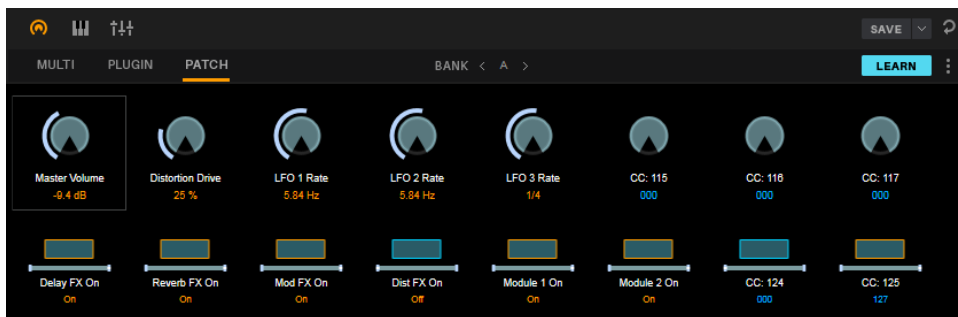 SAVE
MULTI PLUGIN PATCH BANK < A > LEARN
Master Volume Distortion Drive LFO 1 Rate LFO 2 Rate LFO 3 Rate CC: 115 CC: 116 CC: 117
-9.4 dB 25 % 5.84 Hz 5.84 Hz 1/4 000 000 000
Delay FX On Reverb FX On Mod FX On Dist FX On Module 1 On Module 2 On CC: 124 CC: 125
On On On Off On On 000 127